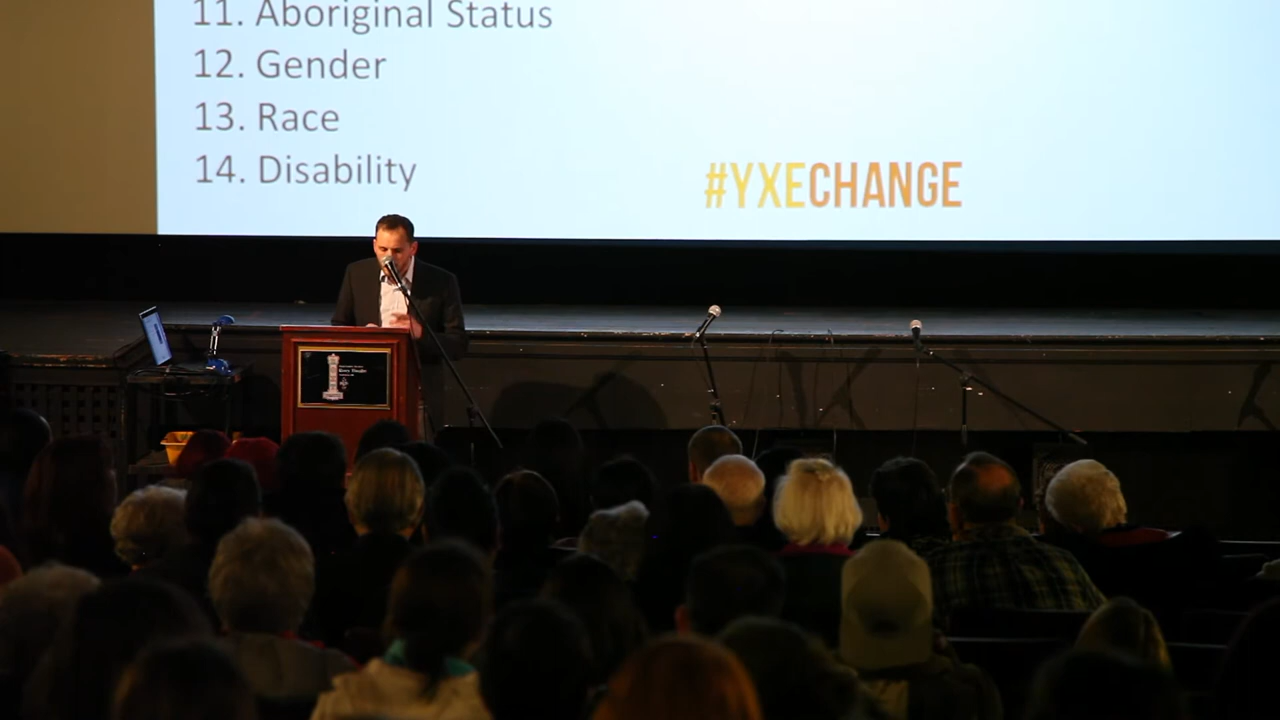 11. Aboriginal Status
12. Gender
13. Race
14. Disability
#YXECHANGE